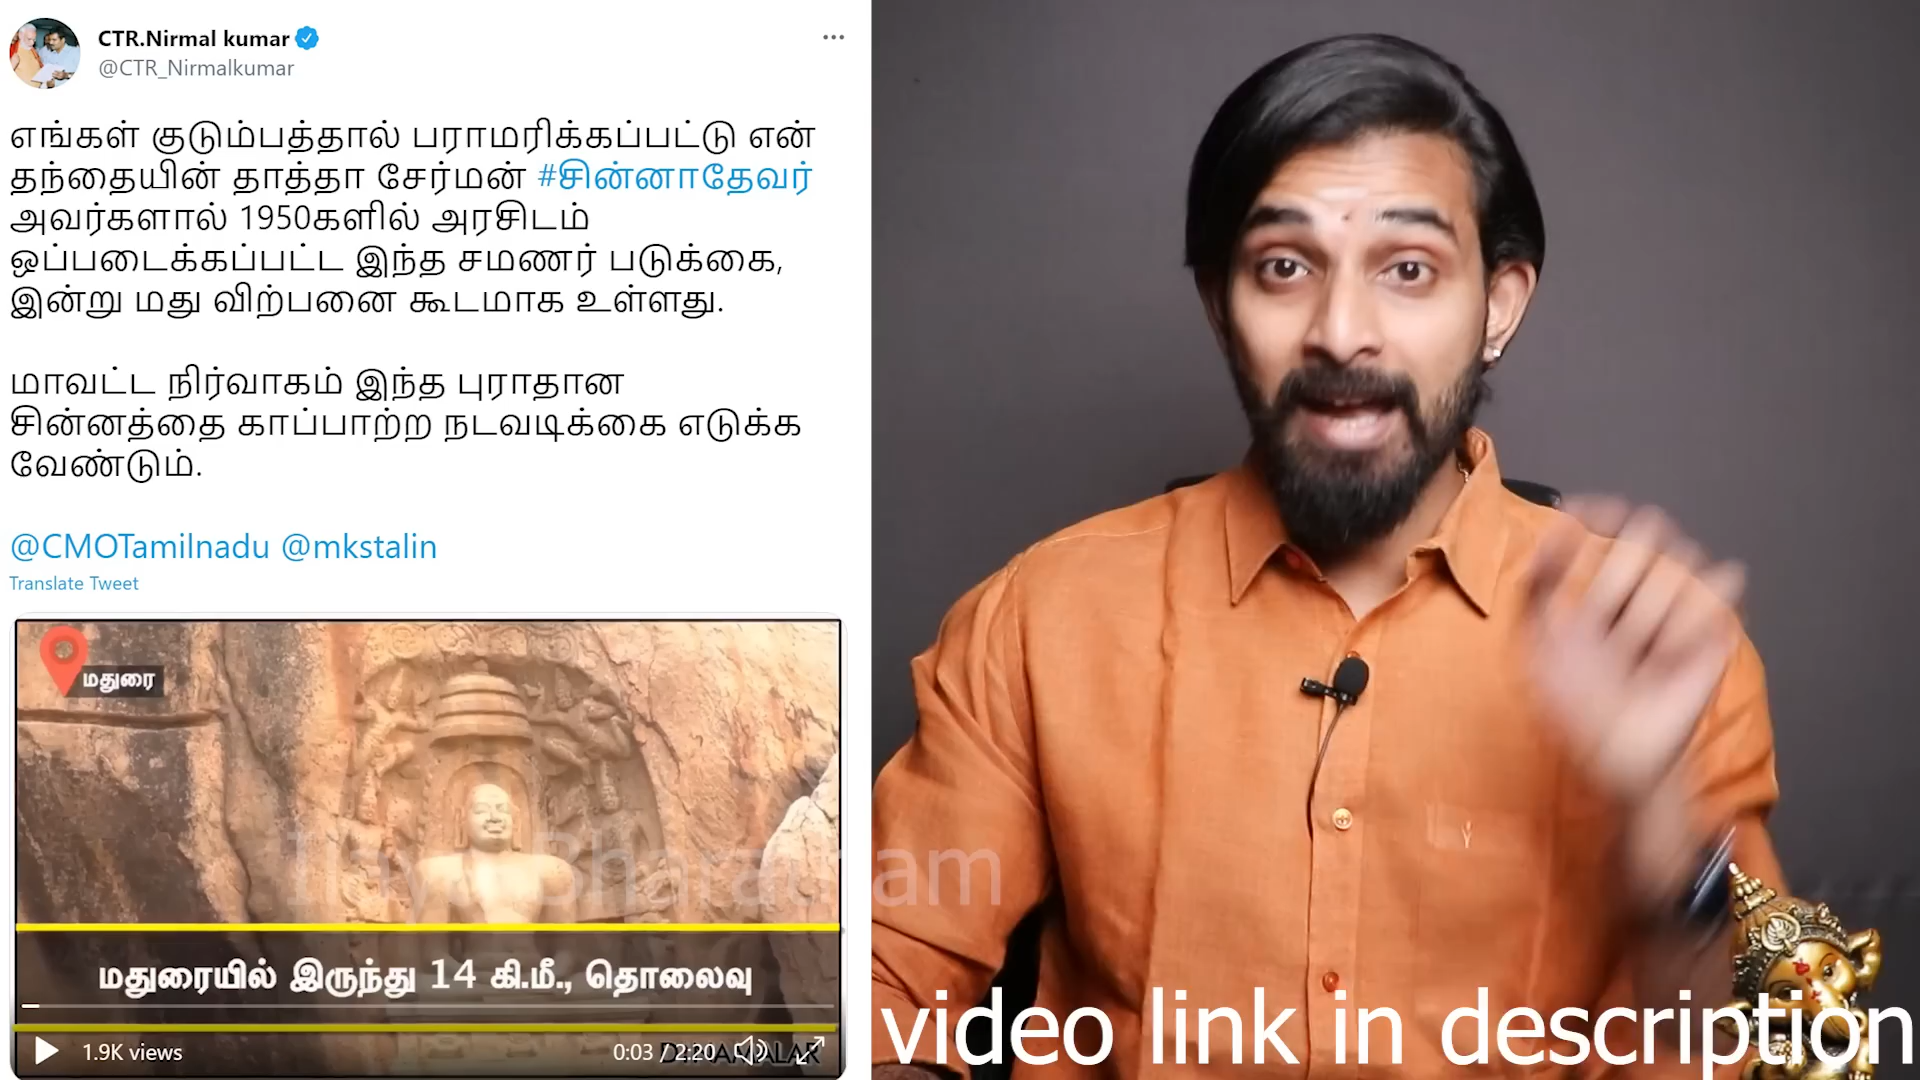 CTR.Nirmal kumar
@CTR_Nirmalkumar
எங்கள் குடும்பத்தால் பராமரிக்கப்பட்டு என்
தந்தையின் தாத்தா சேர்மன் #சின்னாதேவர்
அவர்களால் 1950களில் அரசிடம்
ஒப்படைக்கப்பட்ட இந்த சமணர் படுக்கை,
இன்று மது விற்பனை கூடமாக உள்ளது.
மாவட்ட நிர்வாகம் இந்த புராதான
சின்னத்தை காப்பாற்ற நடவடிக்கை எடுக்க
வேண்டும்.
@CMOTamilnadu @mkstalin
Translate Tweet
மதுரை
Ilaya Bharatham
மதுரையில் இருந்து 14 கி.மீ., தொலைவு
1.9K views
0:03 / 2:20
DINAMALAR
video link in description